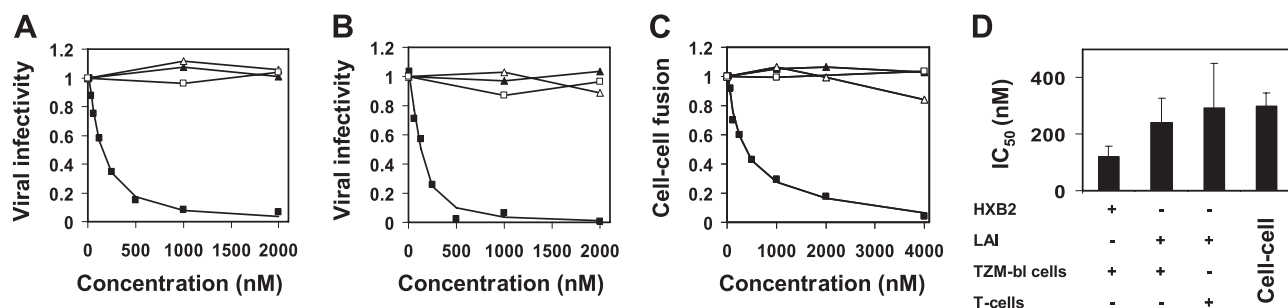 A
1.2
1
0.8
0.6
0.4
0.2
0
Viral infectivity
0 500 1000 1500 2000
Concentration (nM)
B
1.2
1
0.8
0.6
0.4
0.2
0
Viral infectivity
0 500 1000 1500 2000
Concentration (nM)
C
1.2
1
0.8
0.6
0.4
0.2
0
Cell-cell fusion
0 1000 2000 3000 4000
Concentration (nM)
D
400
200
0
IC50 (nM)
HXB2 + - -
LAI - + +
TZM-bl cells + + -
T-cells - - +
Cell-cell